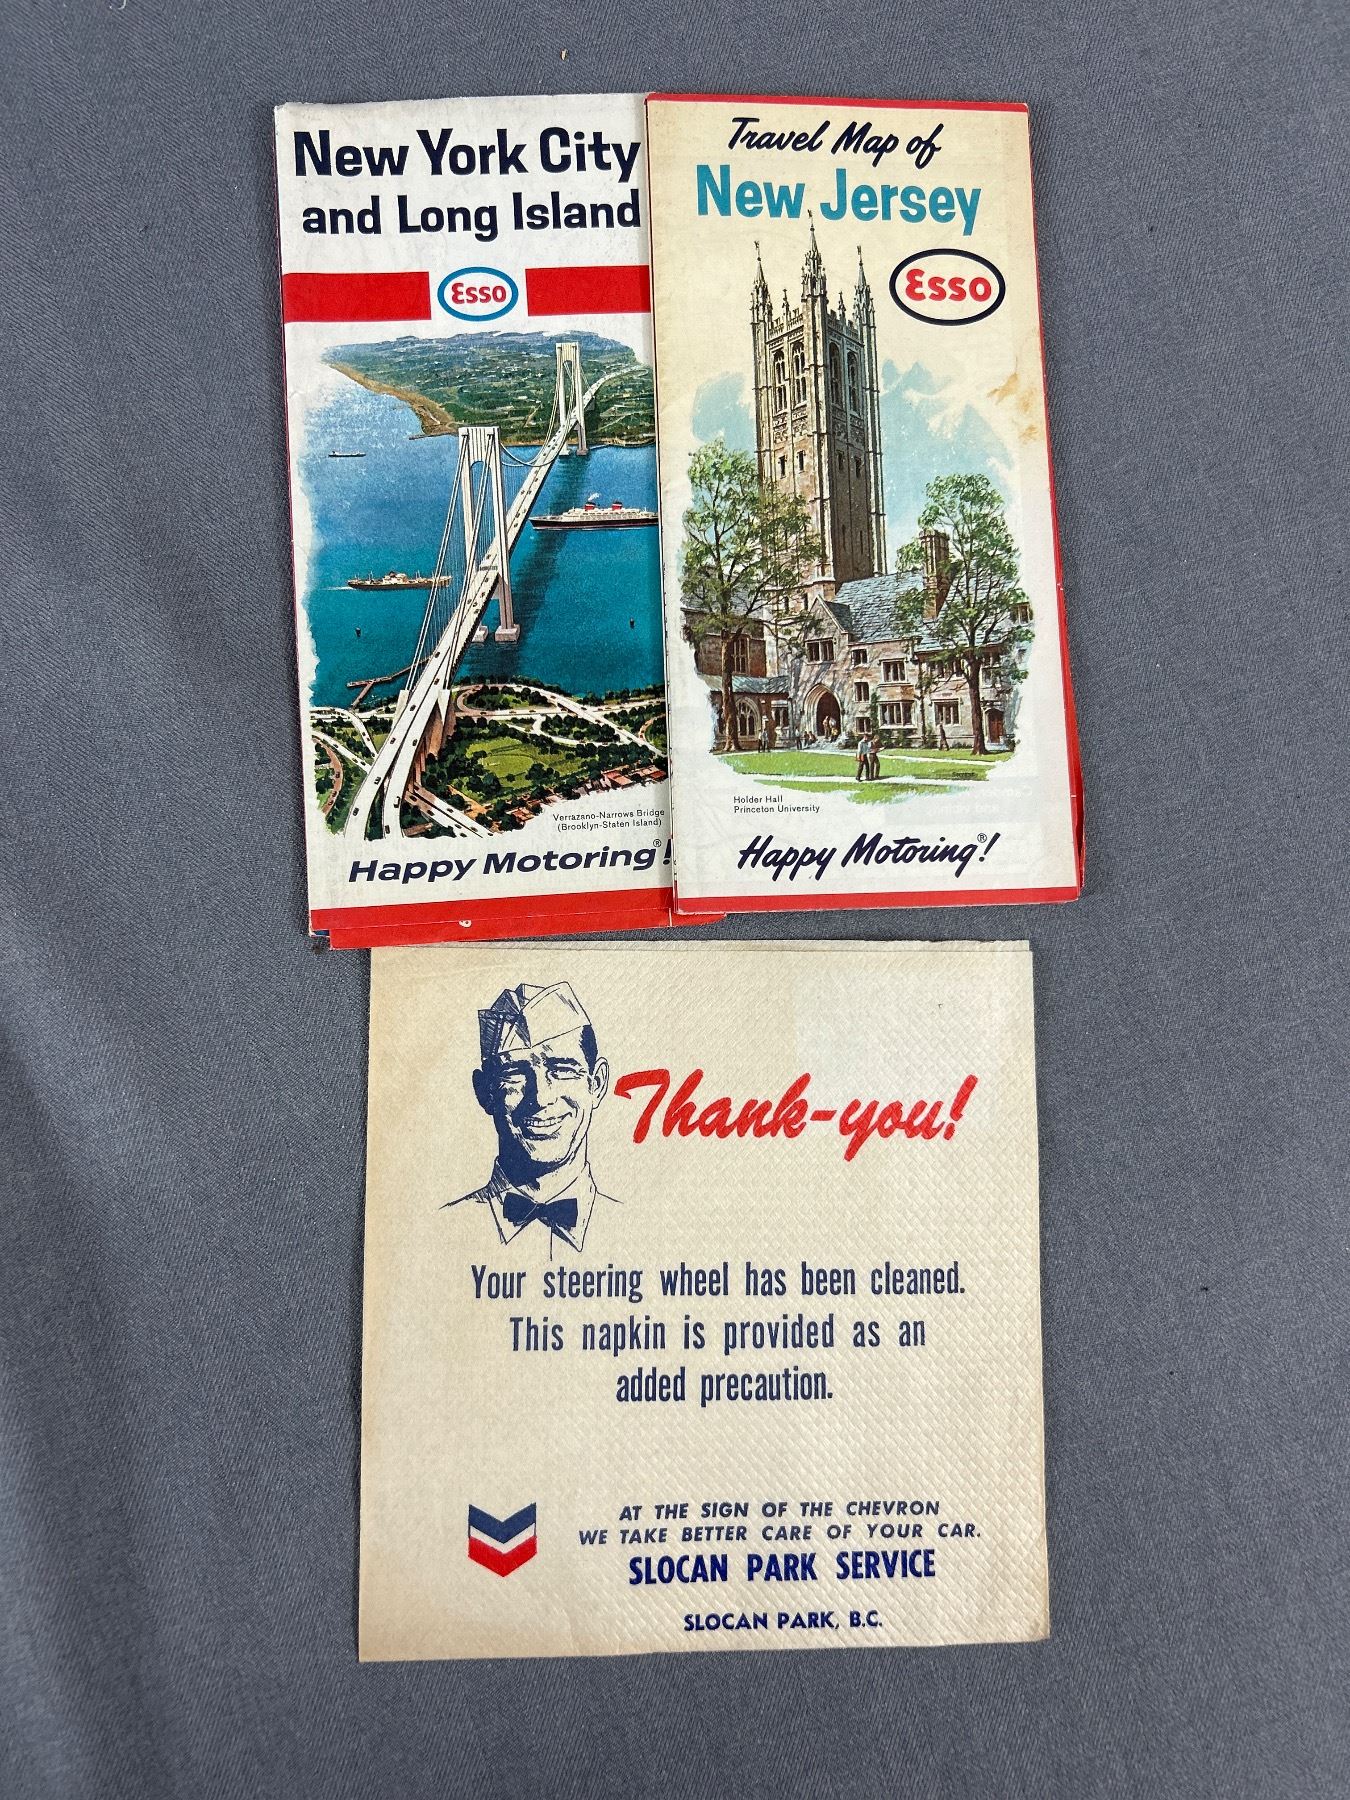 New York City
and Long Island
Esso
Verrazano-Narrows Bridge
(Brooklyn-Staten Island)
Happy Motoring!®
Travel Map of
New Jersey
Esso
Holder Hall
Princeton University
Happy Motoring®!
Thank-you!
Your steering wheel has been cleaned.
This napkin is provided as an
added precaution.
AT THE SIGN OF THE CHEVRON
WE TAKE BETTER CARE OF YOUR CAR.
SLOCAN PARK SERVICE
SLOCAN PARK, B.C.